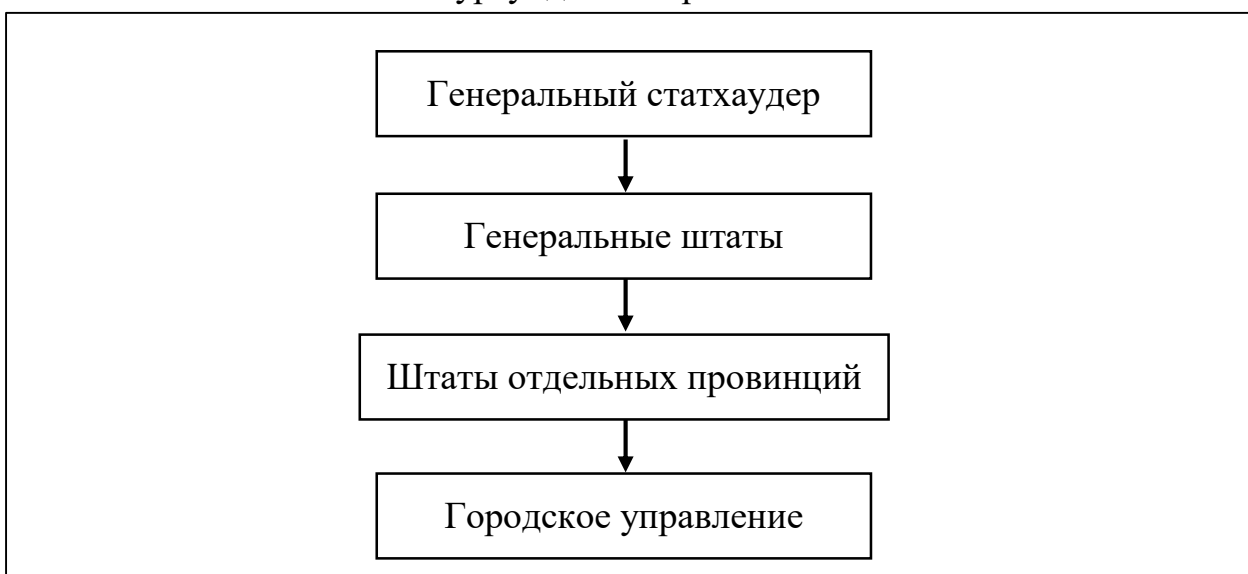 Генеральный статхаудер
Генеральные штаты
Штаты отдельных провинций
Городское управление